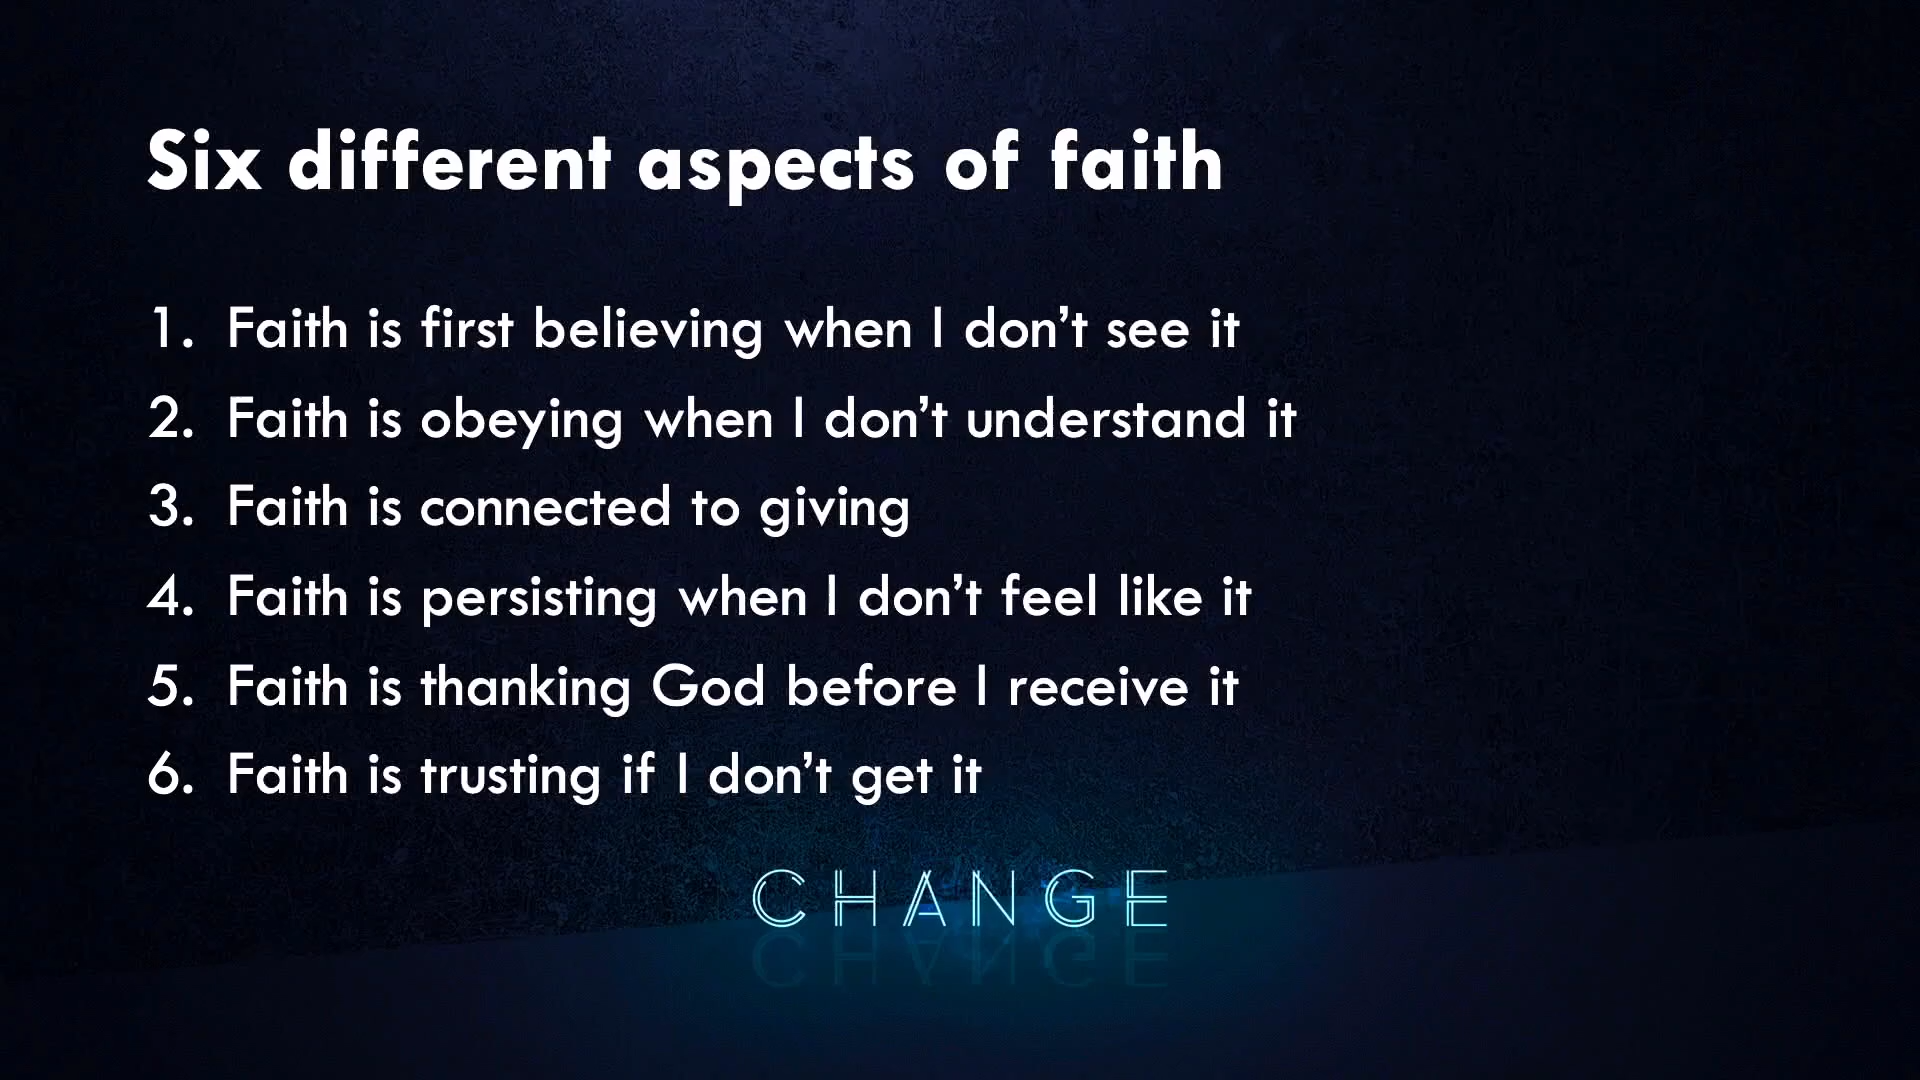 Six different aspects of faith
1. Faith is first believing when I don’t see it
2. Faith is obeying when I don’t understand it
3. Faith is connected to giving
4. Faith is persisting when I don’t feel like it
5. Faith is thanking God before I receive it
6. Faith is trusting if I don’t get it
CHANGE